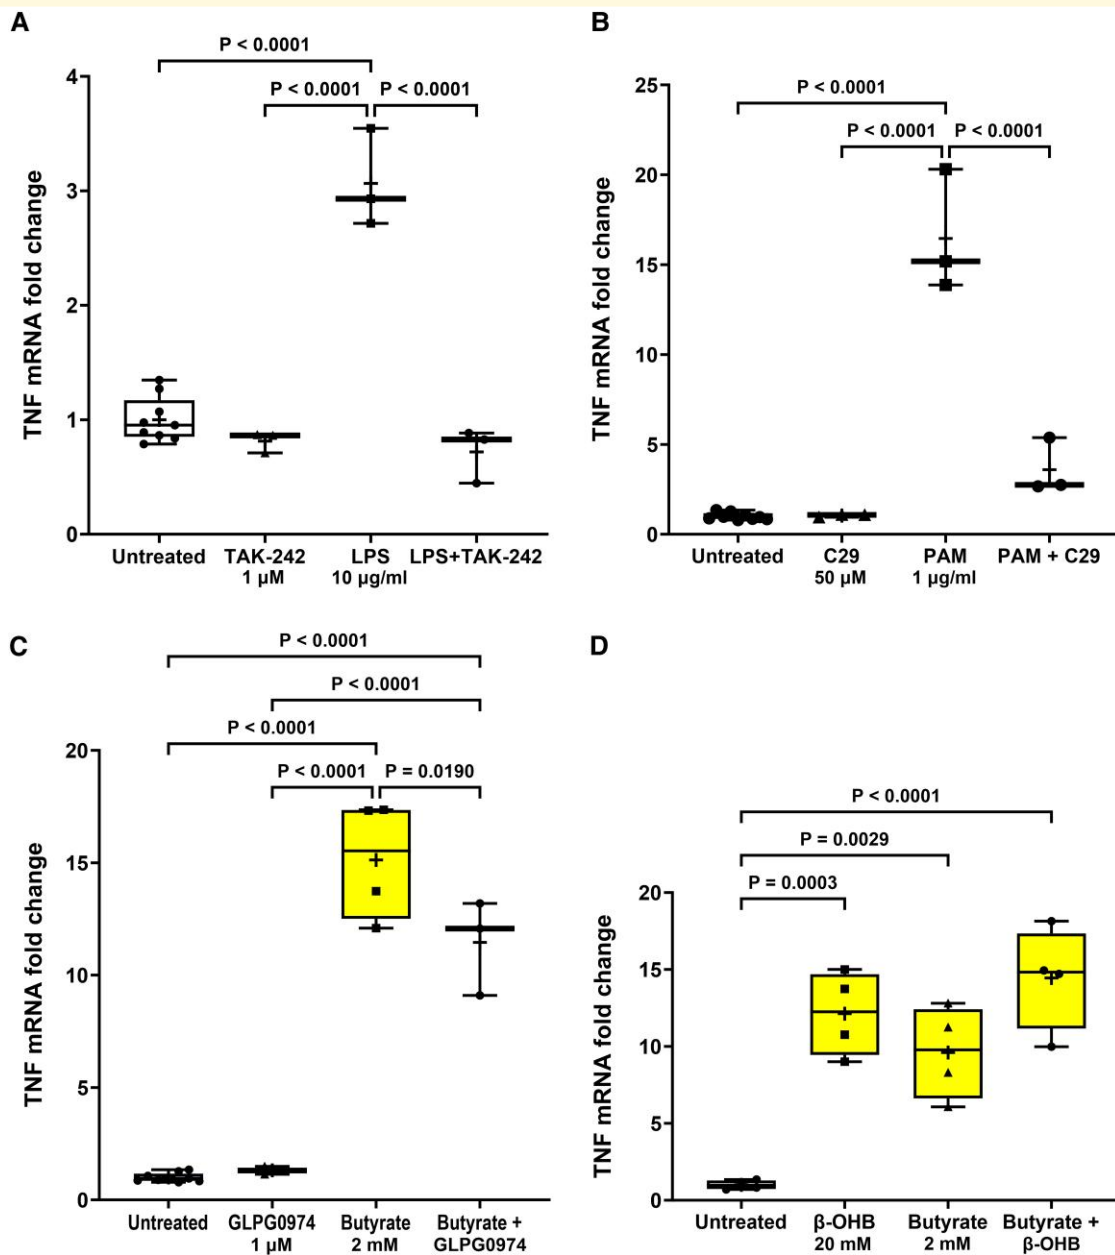 A
P < 0.0001
P < 0.0001 P < 0.0001
TNF mRNA fold change
4
3
2
1
0
Untreated TAK-242 LPS LPS+TAK-242
1 µM 10 µg/ml
B
P < 0.0001
P < 0.0001 P < 0.0001
TNF mRNA fold change
25
20
15
10
5
0
Untreated C29 PAM PAM + C29
50 µM 1 µg/ml
C
P < 0.0001
P < 0.0001
P < 0.0001
P < 0.0001 P = 0.0190
TNF mRNA fold change
20
15
10
5
0
Untreated GLPG0974 Butyrate Butyrate +
1 µM 2 mM GLPG0974
D
P < 0.0001
P = 0.0029
P = 0.0003
TNF mRNA fold change
20
15
10
5
0
Untreated β-OHB Butyrate Butyrate +
20 mM 2 mM β-OHB